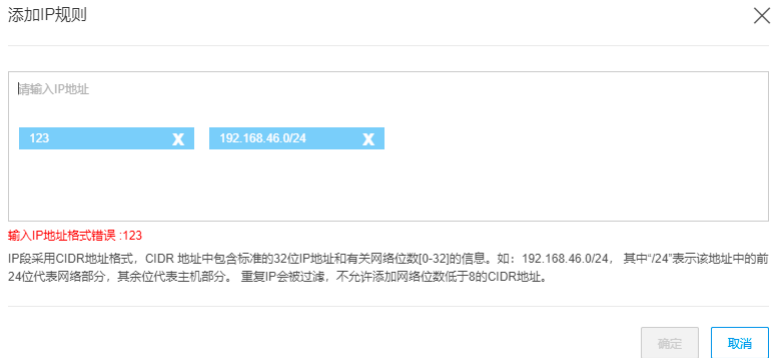 添加IP规则
请输入IP地址
123 X 192.168.46.0/24 X
输入IP地址格式错误 :123
IP段采用CIDR地址格式，CIDR 地址中包含标准的32位IP地址和有关网络位数[0-32]的信息。如：192.168.46.0/24， 其中“/24”表示该地址中的前
24位代表网络部分，其余位代表主机部分。 重复IP会被过滤，不允许添加网络位数低于8的CIDR地址。
确定 取消